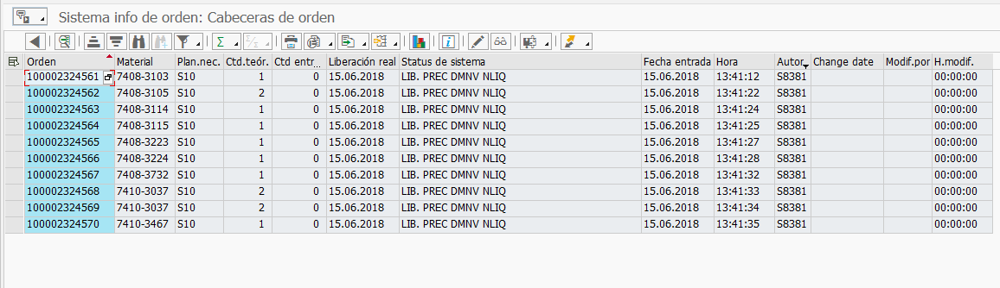 Sistema info de orden: Cabeceras de orden
Orden Material Plan.nec. Ctd.teór. Ctd entr... Liberación real Status de sistema Fecha entrada Hora Autor Change date Modif.por H.modif.
100002324561 7408-3103 S10 1 0 15.06.2018 LIB. PREC DMNV NLIQ 15.06.2018 13:41:12 S8381 00:00:00
100002324562 7408-3105 S10 2 0 15.06.2018 LIB. PREC DMNV NLIQ 15.06.2018 13:41:22 S8381 00:00:00
100002324563 7408-3114 S10 1 0 15.06.2018 LIB. PREC DMNV NLIQ 15.06.2018 13:41:24 S8381 00:00:00
100002324564 7408-3115 S10 1 0 15.06.2018 LIB. PREC DMNV NLIQ 15.06.2018 13:41:25 S8381 00:00:00
100002324565 7408-3223 S10 1 0 15.06.2018 LIB. PREC DMNV NLIQ 15.06.2018 13:41:27 S8381 00:00:00
100002324566 7408-3224 S10 1 0 15.06.2018 LIB. PREC DMNV NLIQ 15.06.2018 13:41:28 S8381 00:00:00
100002324567 7408-3732 S10 1 0 15.06.2018 LIB. PREC DMNV NLIQ 15.06.2018 13:41:32 S8381 00:00:00
100002324568 7410-3037 S10 2 0 15.06.2018 LIB. PREC DMNV NLIQ 15.06.2018 13:41:33 S8381 00:00:00
100002324569 7410-3037 S10 2 0 15.06.2018 LIB. PREC DMNV NLIQ 15.06.2018 13:41:34 S8381 00:00:00
100002324570 7410-3467 S10 1 0 15.06.2018 LIB. PREC DMNV NLIQ 15.06.2018 13:41:35 S8381 00:00:00